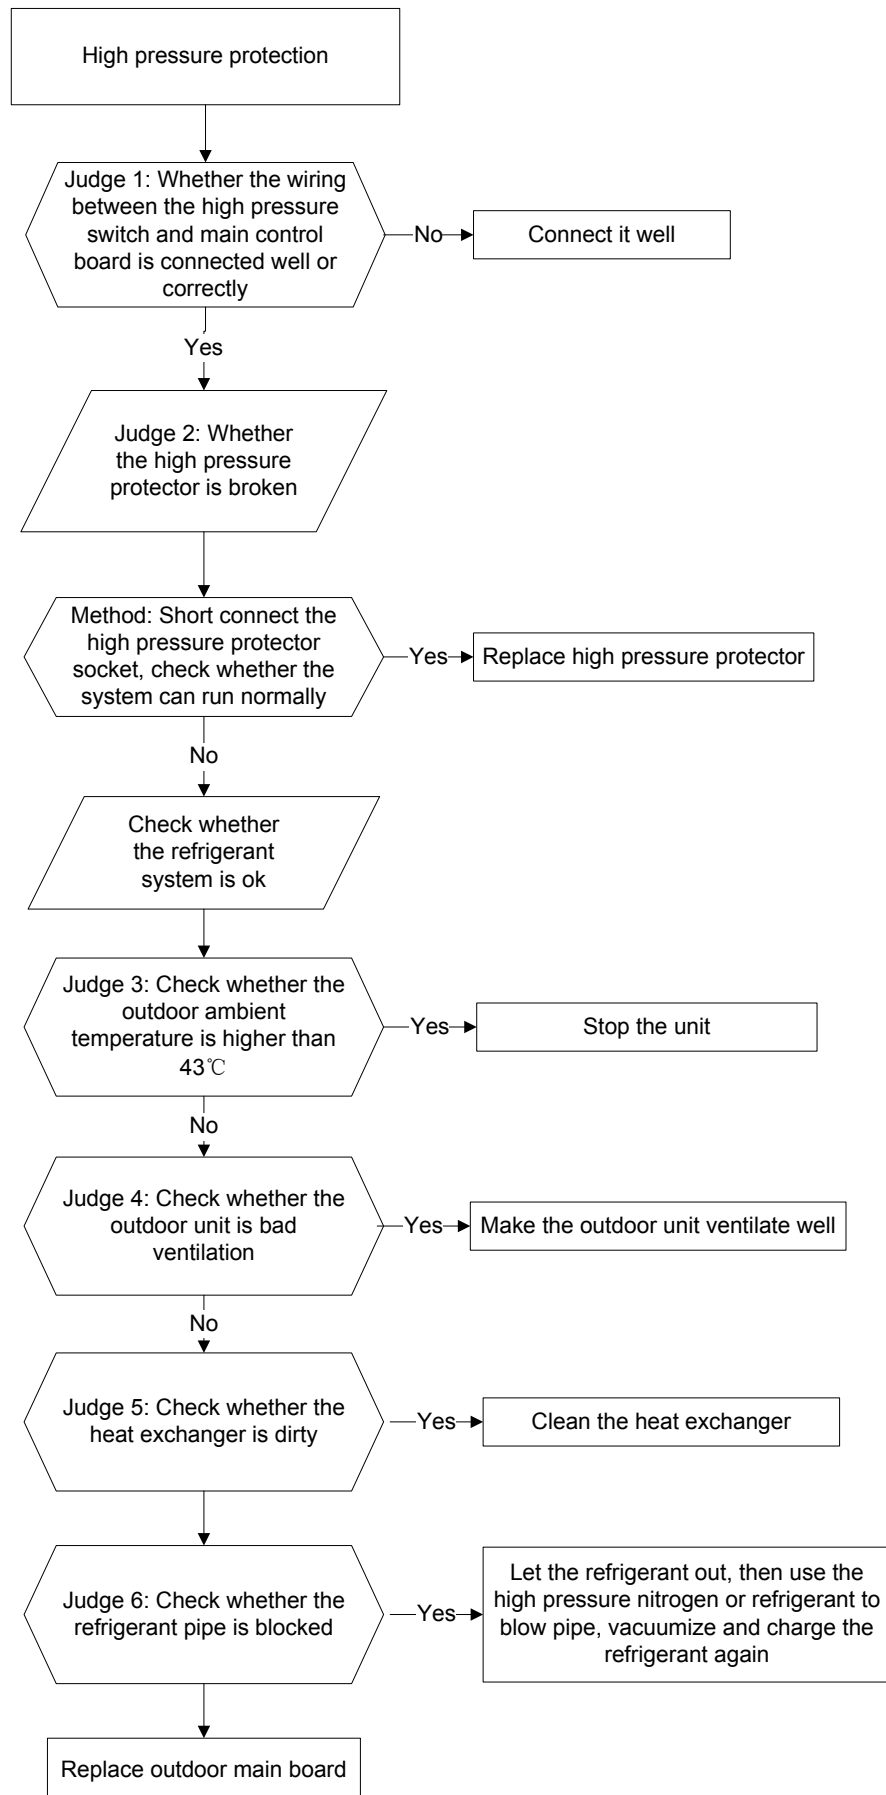 High pressure protection
Judge 1: Whether the wiring
between the high pressure
switch and main control
board is connected well or
correctly
No
Connect it well
Yes
Judge 2: Whether
the high pressure
protector is broken
Method: Short connect the
high pressure protector
socket, check whether the
system can run normally
Yes
Replace high pressure protector
No
Check whether
the refrigerant
system is ok
Judge 3: Check whether the
outdoor ambient
temperature is higher than
43℃
Yes
Stop the unit
No
Judge 4: Check whether the
outdoor unit is bad
ventilation
Yes
Make the outdoor unit ventilate well
No
Judge 5: Check whether the
heat exchanger is dirty
Yes
Clean the heat exchanger
Judge 6: Check whether the
refrigerant pipe is blocked
Yes
Let the refrigerant out, then use the
high pressure nitrogen or refrigerant to
blow pipe, vacuumize and charge the
refrigerant again
Replace outdoor main board